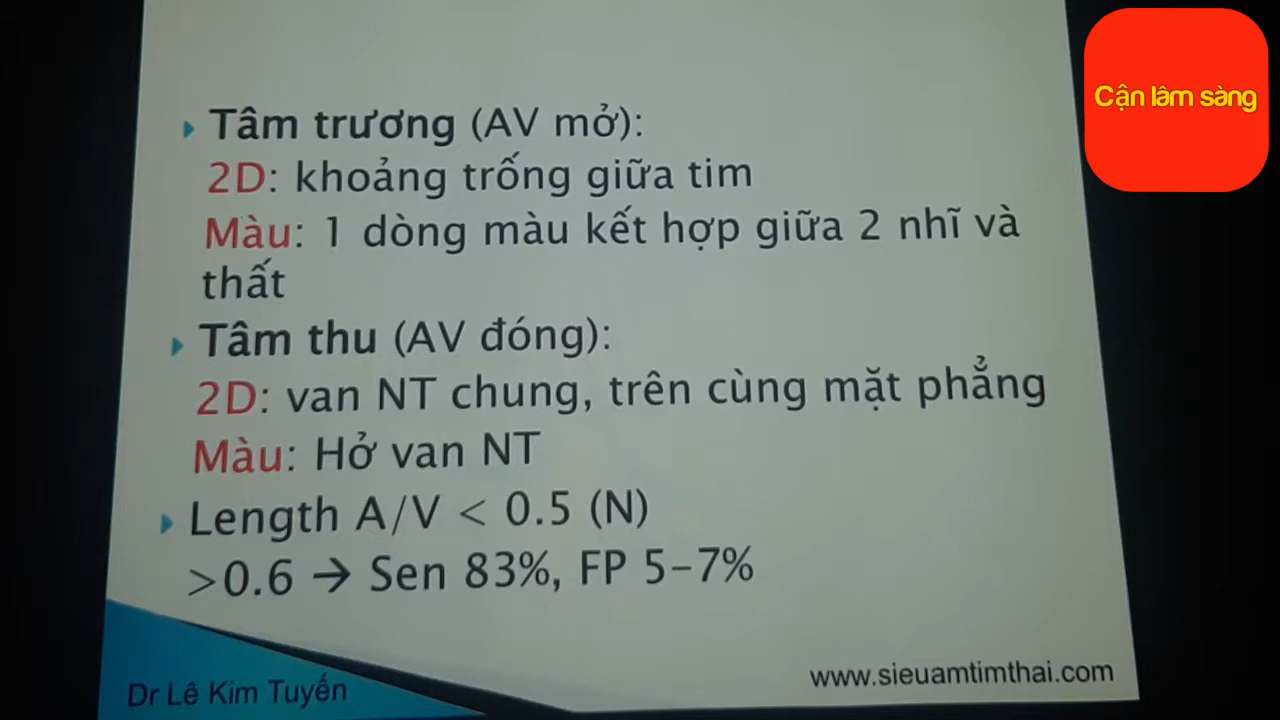 Cận lâm sàng
Tâm trương (AV mở):
2D: khoảng trống giữa tim
Màu: 1 dòng màu kết hợp giữa 2 nhĩ và
thất
Tâm thu (AV đóng):
2D: van NT chung, trên cùng mặt phẳng
Màu: Hở van NT
Length A/V < 0.5 (N)
>0.6 → Sen 83%, FP 5-7%
Dr Lê Kim Tuyến
www.sieuamtimthai.com